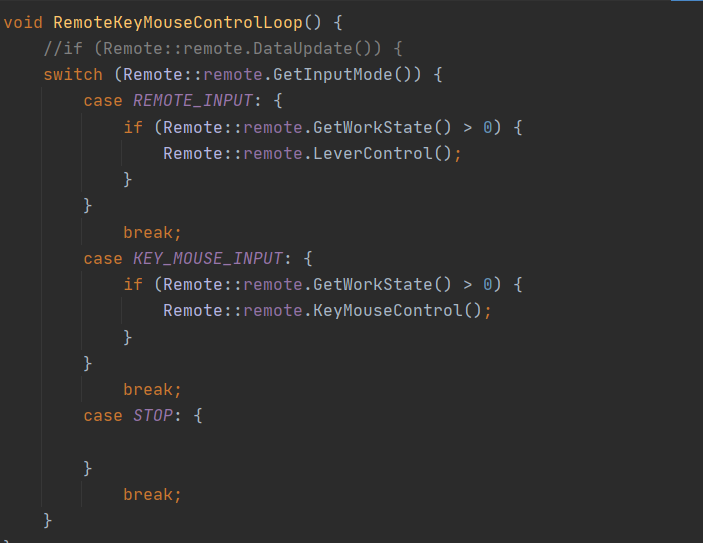 void RemoteKeyMouseControlLoop() {
    //if (Remote::remote.DataUpdate()) {
    switch (Remote::remote.GetInputMode()) {
        case REMOTE_INPUT: {
            if (Remote::remote.GetWorkState() > 0) {
                Remote::remote.LeverControl();
            }
        }
            break;
        case KEY_MOUSE_INPUT: {
            if (Remote::remote.GetWorkState() > 0) {
                Remote::remote.KeyMouseControl();
            }
        }
            break;
        case STOP: {

        }
            break;
    }
}